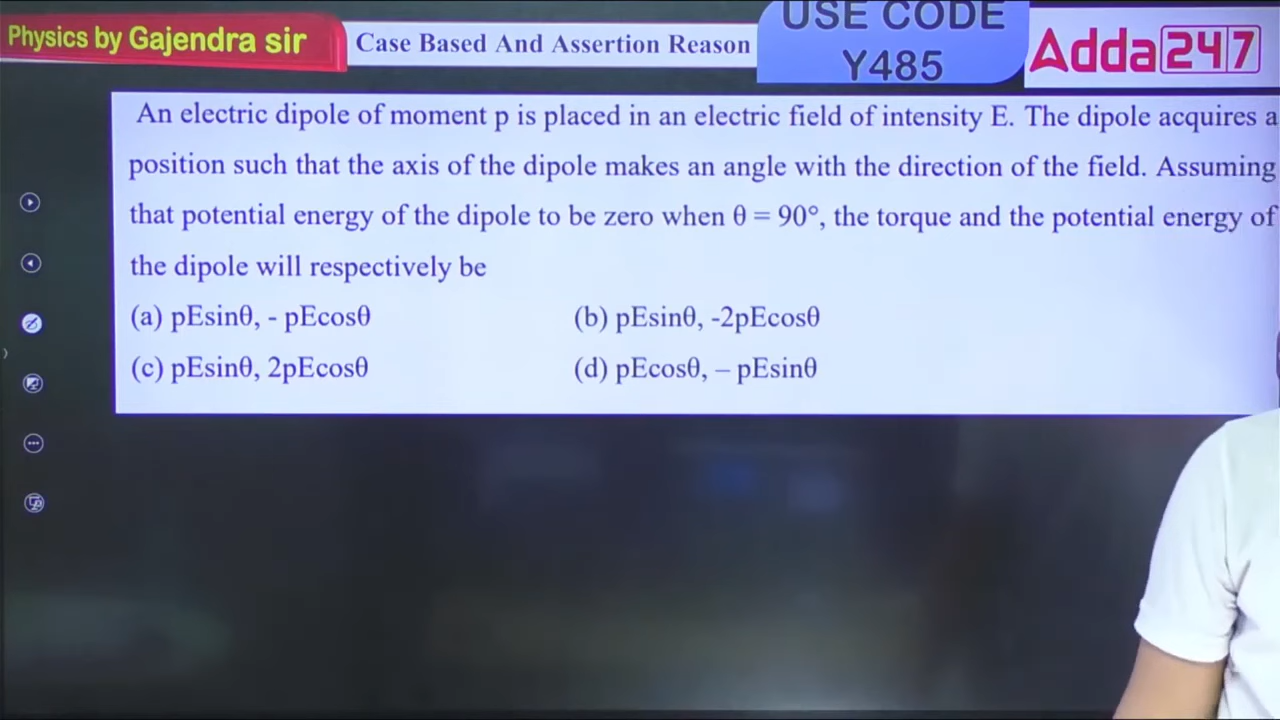 Physics by Gajendra sir
Case Based And Assertion Reason
USE CODE
Y485
Adda247
An electric dipole of moment p is placed in an electric field of intensity E. The dipole acquires a
position such that the axis of the dipole makes an angle with the direction of the field. Assuming
that potential energy of the dipole to be zero when θ = 90°, the torque and the potential energy of
the dipole will respectively be
(a) pEsinθ, - pEcosθ
(b) pEsinθ, -2pEcosθ
(c) pEsinθ, 2pEcosθ
(d) pEcosθ, – pEsinθ